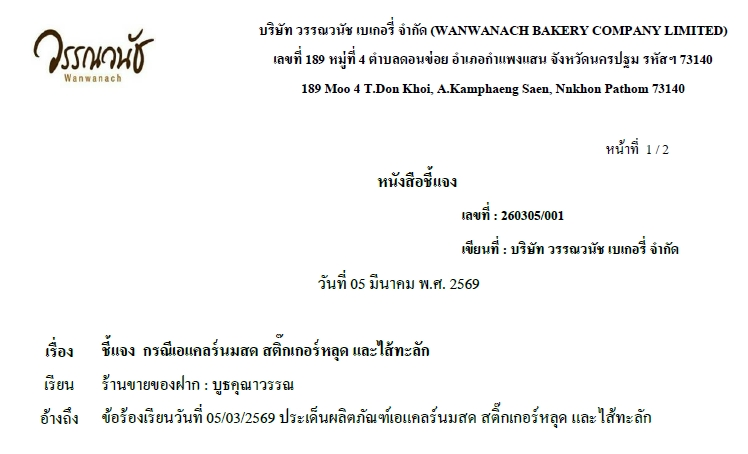 วรรณวนัช
Wanwanach
บริษัท วรรณวนัช เบเกอรี่ จำกัด (WANWANACH BAKERY COMPANY LIMITED)
เลขที่ 189 หมู่ที่ 4 ตำบลดอนข่อย อำเภอกำแพงแสน จังหวัดนครปฐม รหัสฯ 73140
189 Moo 4 T.Don Khoi, A.Kamphaeng Saen, Nnkhon Pathom 73140
หน้าที่ 1 / 2
หนังสือชี้แจง
เลขที่ : 260305/001
เขียนที่ : บริษัท วรรณวนัช เบเกอรี่ จำกัด
วันที่ 05 มีนาคม พ.ศ. 2569
เรื่อง ชี้แจง กรณีเอแคลร์นมสด สติ๊กเกอร์หลุด และไส้ทะลัก
เรียน ร้านขายของฝาก : บูธคุณาวรรณ
อ้างถึง ข้อร้องเรียนวันที่ 05/03/2569 ประเด็นผลิตภัณฑ์เอแคลร์นมสด สติ๊กเกอร์หลุด และไส้ทะลัก